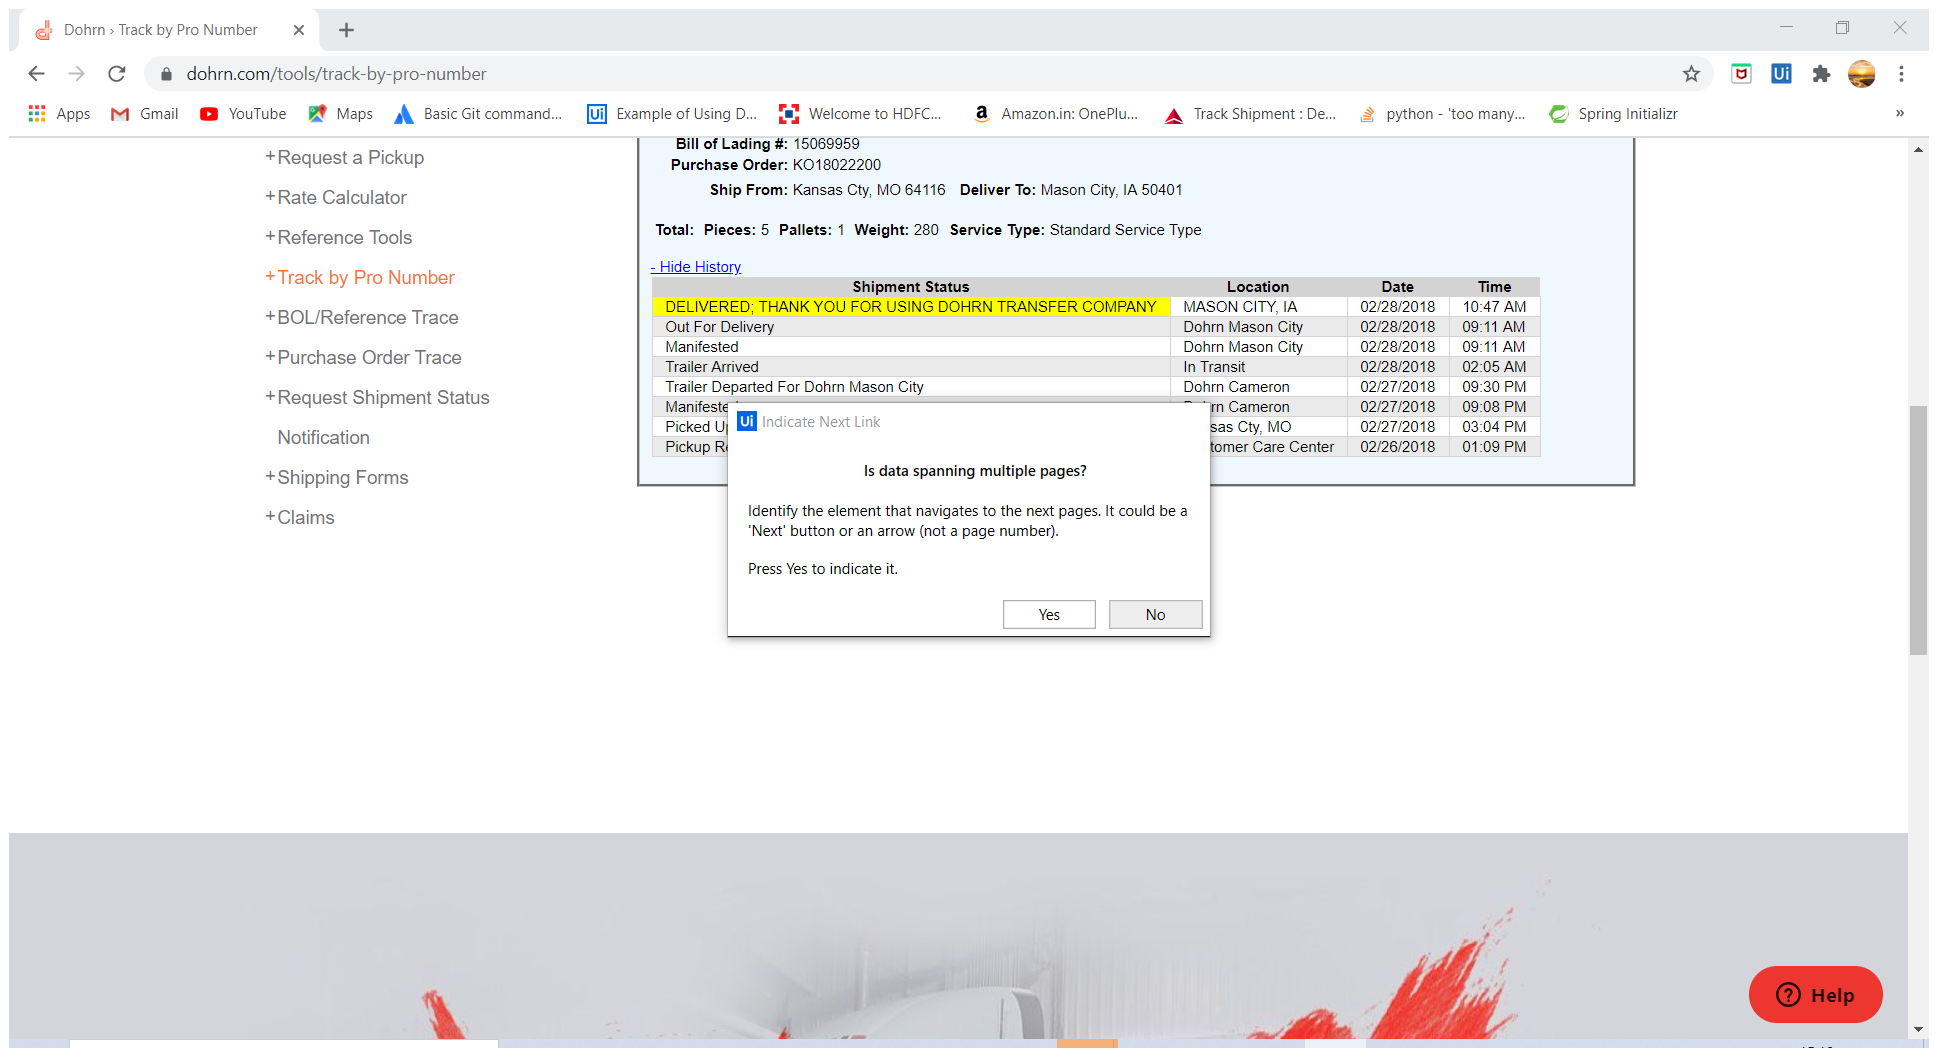 Dohrn › Track by Pro Number
dohrn.com/tools/track-by-pro-number
Ui
Apps Gmail YouTube Maps Basic Git command... Ui Example of Using D... Welcome to HDFC... a Amazon.in: OnePlu... Track Shipment : De... python - 'too many... Spring Initializr »
+Request a Pickup
+Rate Calculator
+Reference Tools
+Track by Pro Number
+BOL/Reference Trace
+Purchase Order Trace
+Request Shipment Status
Notification
+Shipping Forms
+Claims
Bill of Lading #: 15069959
Purchase Order: KO18022200
Ship From: Kansas Cty, MO 64116 Deliver To: Mason City, IA 50401
Total: Pieces: 5 Pallets: 1 Weight: 280 Service Type: Standard Service Type
- Hide History
Shipment Status Location Date Time
DELIVERED; THANK YOU FOR USING DOHRN TRANSFER COMPANY MASON CITY, IA 02/28/2018 10:47 AM
Out For Delivery Dohrn Mason City 02/28/2018 09:11 AM
Manifested Dohrn Mason City 02/28/2018 09:11 AM
Trailer Arrived In Transit 02/28/2018 02:05 AM
Trailer Departed For Dohrn Mason City Dohrn Cameron 02/27/2018 09:30 PM
Manifeste rn Cameron 02/27/2018 09:08 PM
Picked U sas Cty, MO 02/27/2018 03:04 PM
Pickup R tomer Care Center 02/26/2018 01:09 PM
Ui Indicate Next Link
Is data spanning multiple pages?
Identify the element that navigates to the next pages. It could be a
'Next' button or an arrow (not a page number).
Press Yes to indicate it.
Yes No
? Help